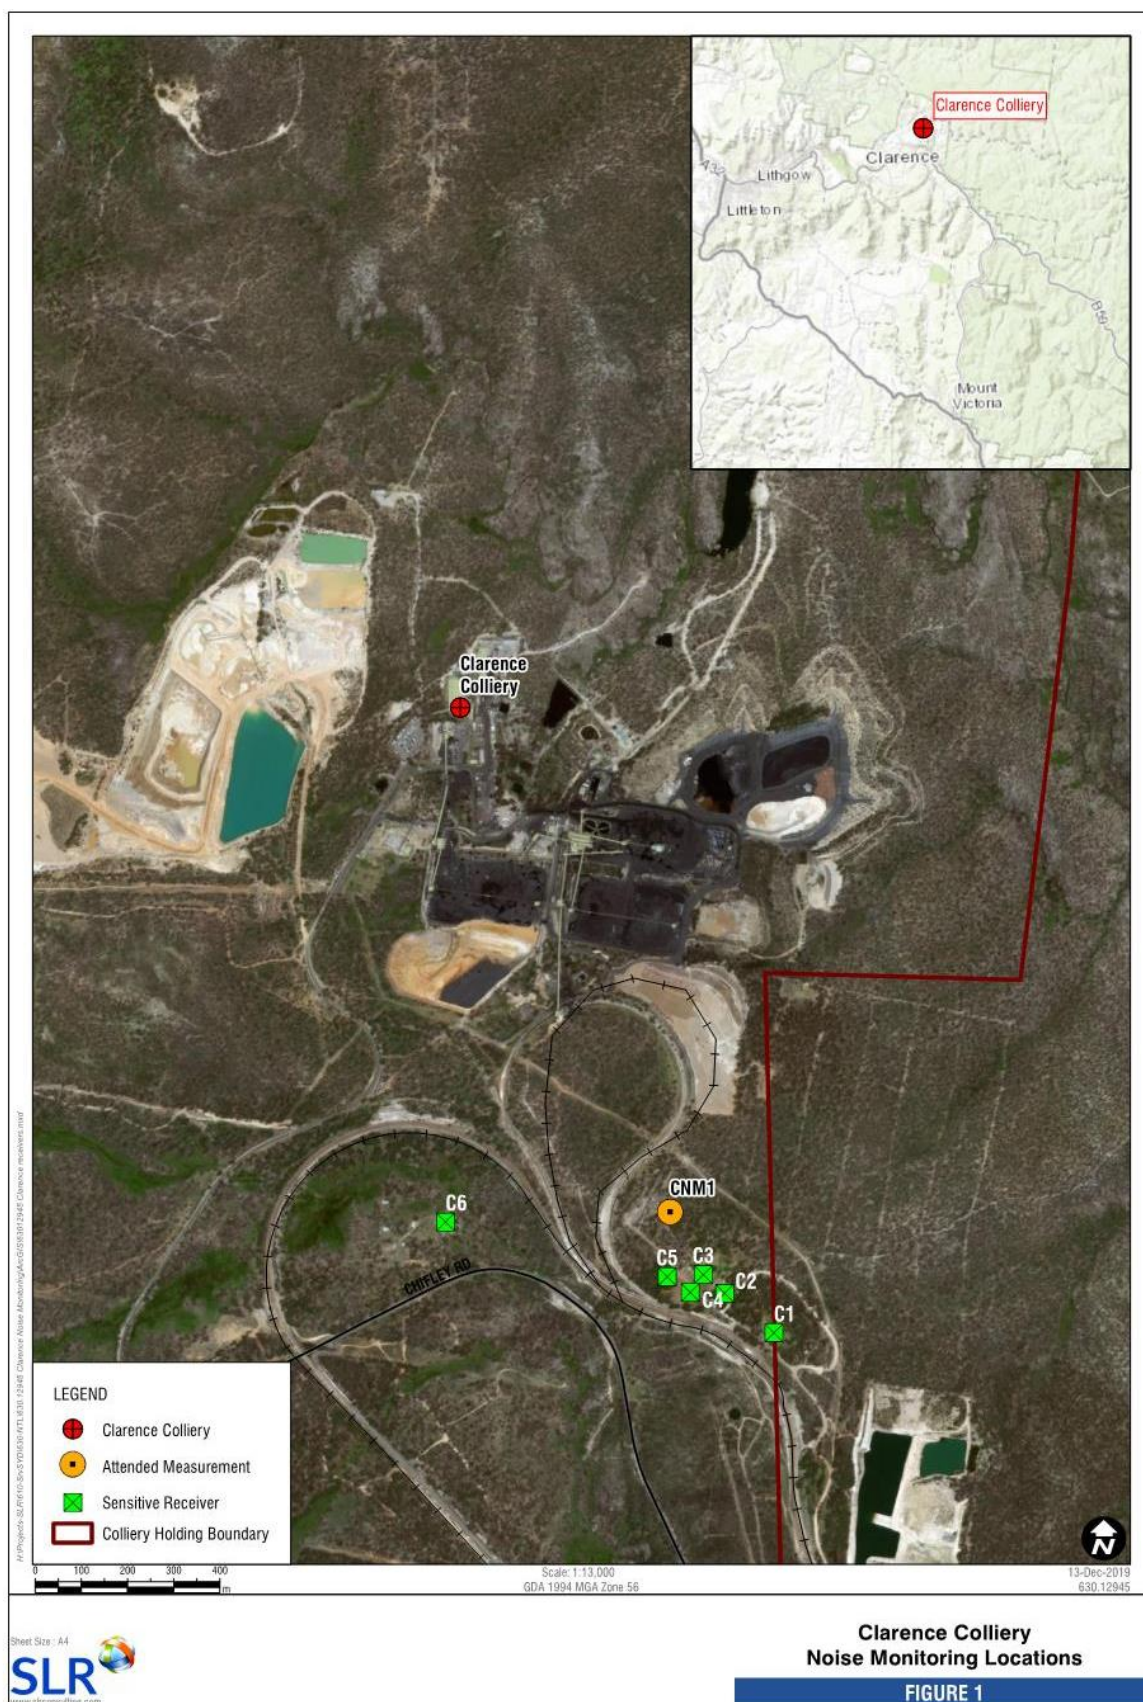 Clarence Colliery
Clarence
A32
Lithgow
Littleton
B59
Mount
Victoria
Clarence
Colliery
CNM1
C6
C5
C3
C2
C4
C1
CHIFLEY RD
LEGEND
Clarence Colliery
Attended Measurement
Sensitive Receiver
Colliery Holding Boundary
0 100 200 300 400
m
Scale: 1:13,000
GDA 1994 MGA Zone 56
13-Dec-2019
630.12945
N
Sheet Size : A4
SLR
Clarence Colliery
Noise Monitoring Locations
FIGURE 1